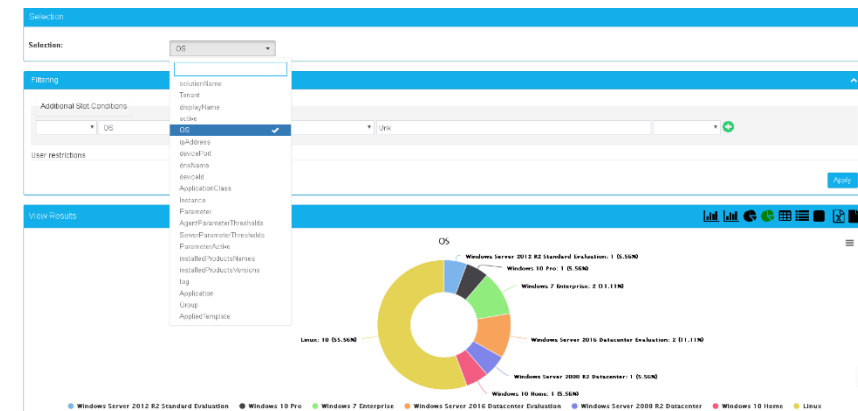 Selection
Selection:
OS
Filtering
Additional Slot Conditions
OS
Unk
User restrictions
Apply
solutionName
Tenant
displayName
active
OS
ipAddress
devicePort
dnsName
deviceId
ApplicationClass
Instance
Parameter
AgentParameterThresholds
ServerParameterThresholds
ParameterActive
installedProductsNames
installedProductsVersions
tag
Application
Group
AppliedTemplate
View Results
OS
Windows Server 2012 R2 Standard Evaluation: 1 (5.56%)
Windows 10 Pro: 1 (5.56%)
Windows 7 Enterprise: 2 (11.11%)
Linux: 10 (55.56%)
Windows Server 2016 Datacenter Evaluation: 2 (11.11%)
Windows Server 2008 R2 Datacenter: 1 (5.56%)
Windows 10 Home: 1 (5.56%)
Windows Server 2012 R2 Standard Evaluation Windows 10 Pro Windows 7 Enterprise Windows Server 2016 Datacenter Evaluation Windows Server 2008 R2 Datacenter Windows 10 Home Linux